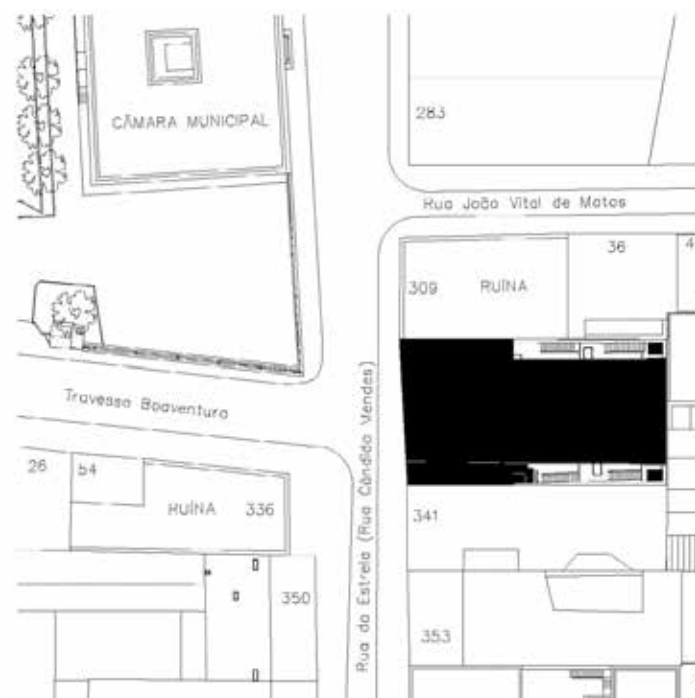 CÂMARA MUNICIPAL
283
Rua João Vital de Matos
36
4
309
RUÍNA
Travessa Boaventura
Rua da Estrela (Rua Cândido Mendes)
26
54
RUÍNA
336
341
350
353